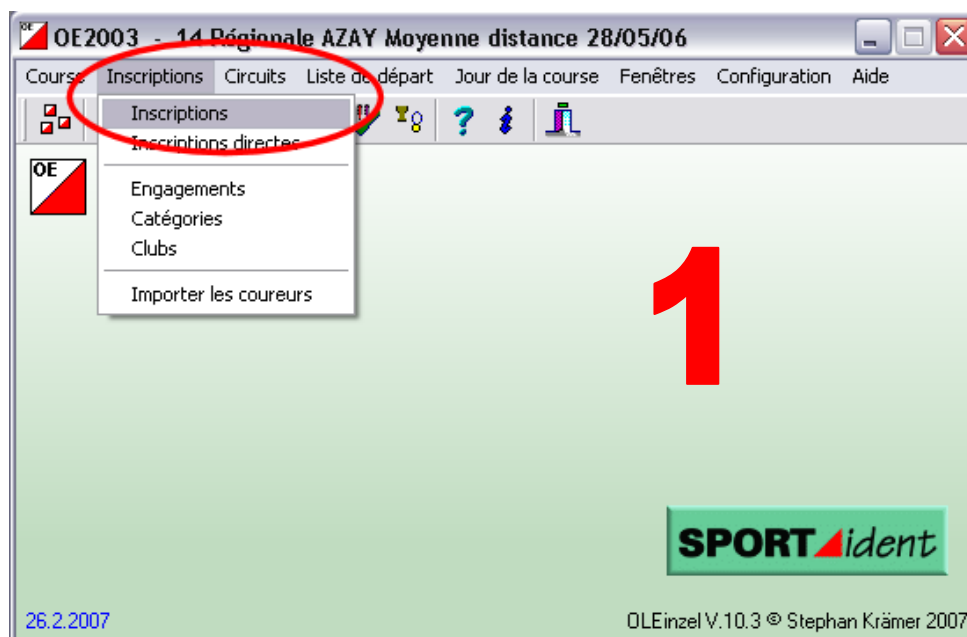 OE2003 - 14 Régionale AZAY Moyenne distance 28/05/06
Course Inscriptions Circuits Liste de départ Jour de la course Fenêtres Configuration Aide
Inscriptions
Inscriptions directes
OE
Engagements
Catégories
Clubs
Importer les coureurs
1
SPORTident
26.2.2007
OLEinzel V.10.3 © Stephan Krämer 2007